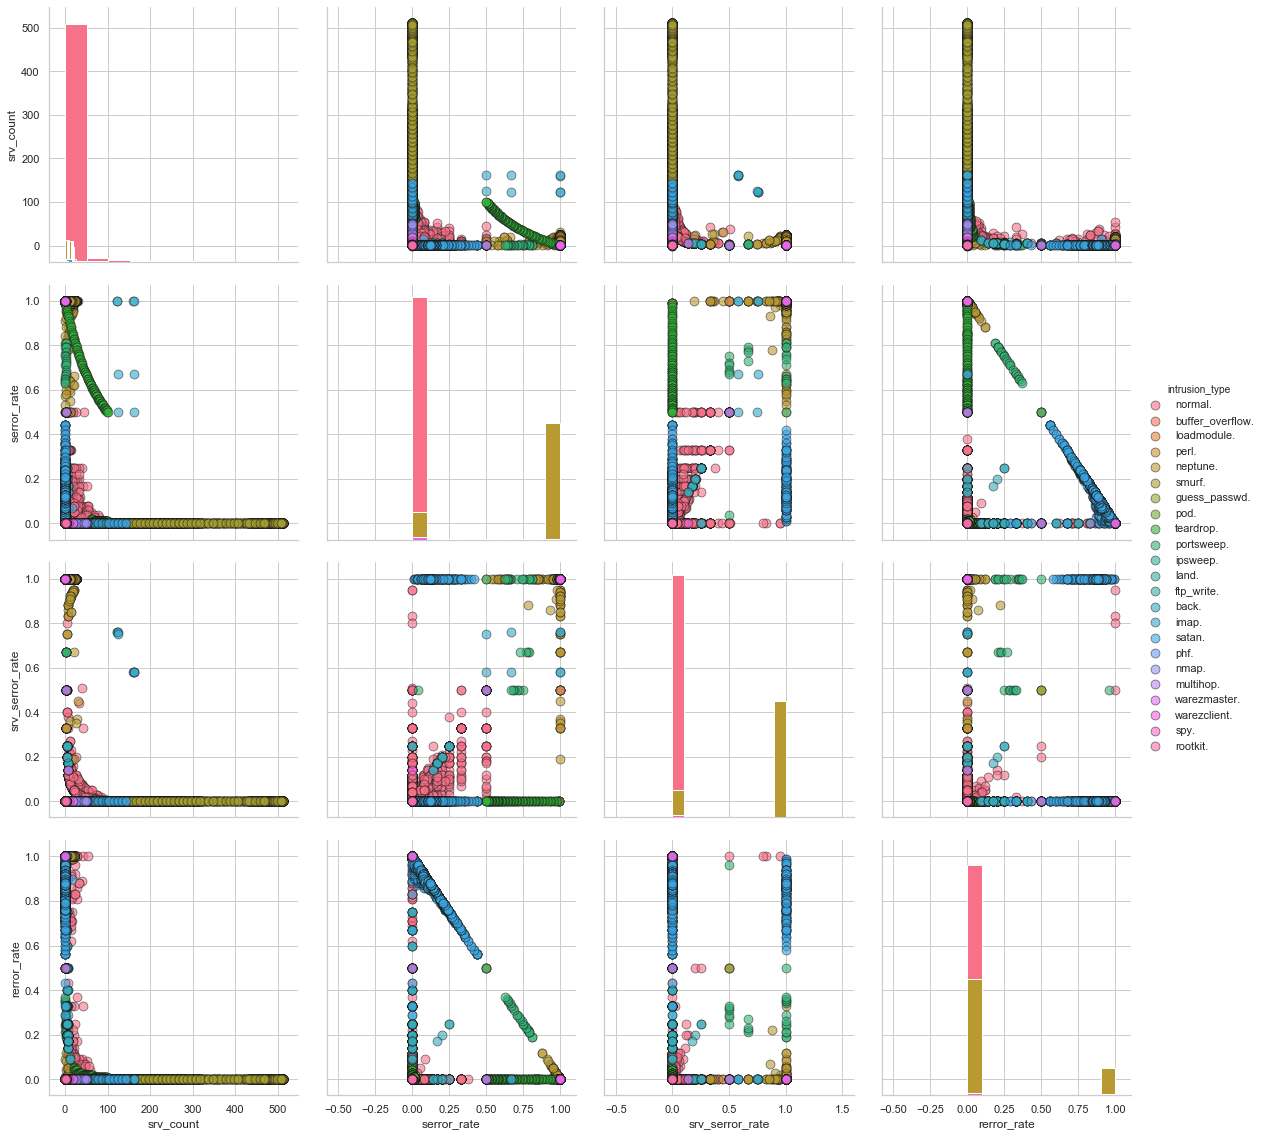 500
400
300
200
100
0
srv_count
1.0
0.8
0.6
0.4
0.2
0.0
serror_rate
intrusion_type
normal.
buffer_overflow.
loadmodule.
perl.
neptune.
smurf.
guess_passwd.
pod.
teardrop.
portsweep.
ipsweep.
land.
ftp_write.
back.
imap.
satan.
phf.
nmap.
multihop.
warezmaster.
warezclient.
spy.
rootkit.
1.0
0.8
0.6
0.4
0.2
0.0
srv_serror_rate
1.0
0.8
0.6
0.4
0.2
0.0
rerror_rate
0 100 200 300 400 500
srv_count
−0.50 −0.25 0.00 0.25 0.50 0.75 1.00
serror_rate
−0.5 0.0 0.5 1.0 1.5
srv_serror_rate
−0.50 −0.25 0.00 0.25 0.50 0.75 1.00
rerror_rate